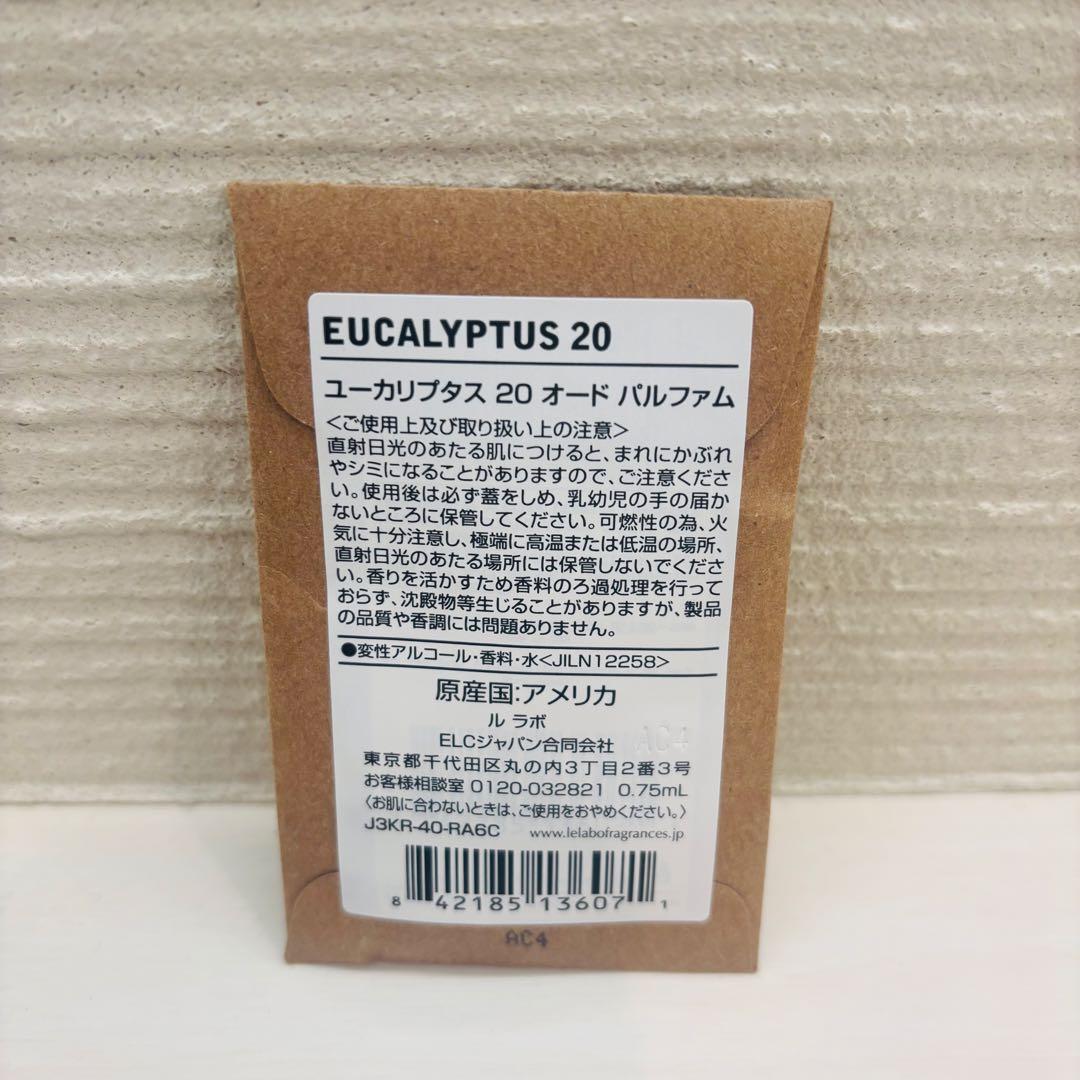 EUCALYPTUS 20
ユーカリプタス 20 オード パルファム
<ご使用上及び取り扱い上の注意>
直射日光のあたる肌につけると、まれにかぶれ
やシミになることがありますので、ご注意くださ
い。使用後は必ず蓋をしめ、乳幼児の手の届か
ないところに保管してください。可燃性の為、火
気に十分注意し、極端に高温または低温の場所、
直射日光のあたる場所には保管しないでくださ
い。香りを活かすため香料のろ過処理を行って
おらず、沈殿物等生じることがありますが、製品
の品質や香調には問題ありません。
●変性アルコール・香料・水<JILN12258>
原産国:アメリカ
ル ラボ
ELCジャパン合同会社 AC4
東京都千代田区丸の内3丁目2番3号
お客様相談室 0120-032821 0.75mL
〈お肌に合わないときは、ご使用をおやめください。〉
J3KR-40-RA6C www.lelabofragrances.jp
8 42185 13607 1
AC4